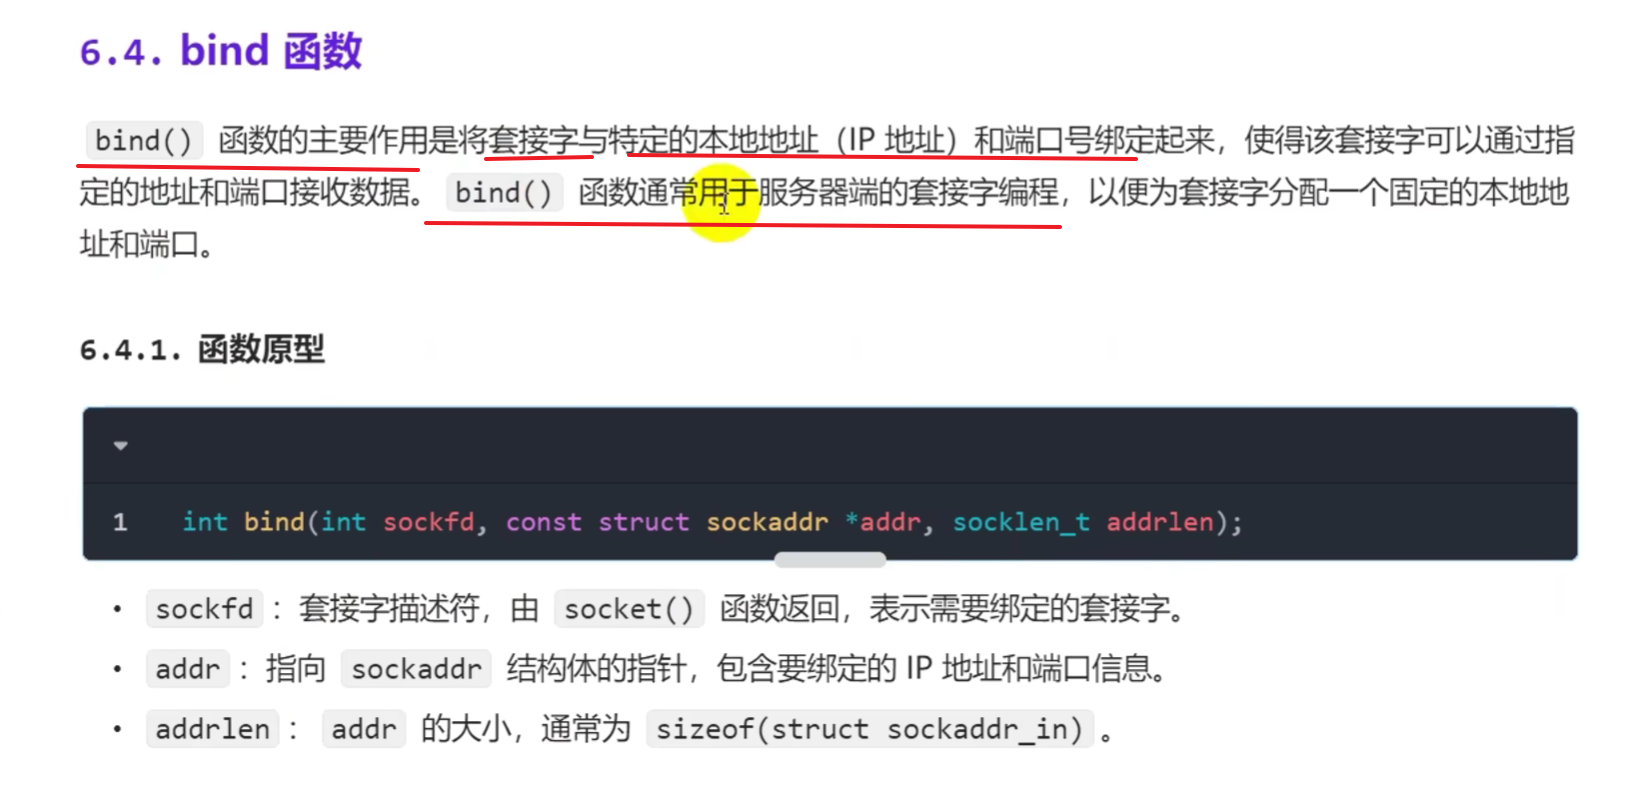 6.4. bind 函数
bind() 函数的主要作用是将套接字与特定的本地地址（IP 地址）和端口号绑定起来，使得该套接字可以通过指
定的地址和端口接收数据。 bind() 函数通常用于服务器端的套接字编程，以便为套接字分配一个固定的本地地
址和端口。
6.4.1. 函数原型
1 int bind(int sockfd, const struct sockaddr *addr, socklen_t addrlen);
• sockfd ：套接字描述符，由 socket() 函数返回，表示需要绑定的套接字。
• addr ：指向 sockaddr 结构体的指针，包含要绑定的 IP 地址和端口信息。
• addrlen ： addr 的大小，通常为 sizeof(struct sockaddr_in) 。